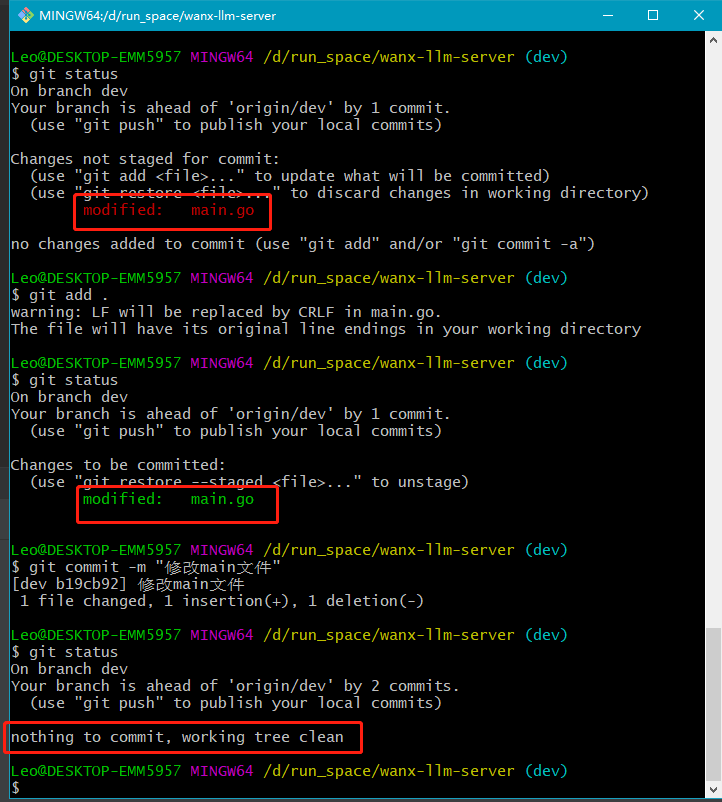 MINGW64:/d/run_space/wanx-llm-server
Leo@DESKTOP-EMM5957 MINGW64 /d/run_space/wanx-llm-server (dev)
$ git status
On branch dev
Your branch is ahead of 'origin/dev' by 1 commit.
(use "git push" to publish your local commits)
Changes not staged for commit:
(use "git add <file>..." to update what will be committed)
(use "git restore <file>..." to discard changes in working directory)
modified:   main.go
no changes added to commit (use "git add" and/or "git commit -a")
Leo@DESKTOP-EMM5957 MINGW64 /d/run_space/wanx-llm-server (dev)
$ git add .
warning: LF will be replaced by CRLF in main.go.
The file will have its original line endings in your working directory
Leo@DESKTOP-EMM5957 MINGW64 /d/run_space/wanx-llm-server (dev)
$ git status
On branch dev
Your branch is ahead of 'origin/dev' by 1 commit.
(use "git push" to publish your local commits)
Changes to be committed:
(use "git restore --staged <file>..." to unstage)
modified:   main.go
Leo@DESKTOP-EMM5957 MINGW64 /d/run_space/wanx-llm-server (dev)
$ git commit -m "修改main文件"
[dev b19cb92] 修改main文件
1 file changed, 1 insertion(+), 1 deletion(-)
Leo@DESKTOP-EMM5957 MINGW64 /d/run_space/wanx-llm-server (dev)
$ git status
On branch dev
Your branch is ahead of 'origin/dev' by 2 commits.
(use "git push" to publish your local commits)
nothing to commit, working tree clean
Leo@DESKTOP-EMM5957 MINGW64 /d/run_space/wanx-llm-server (dev)
$